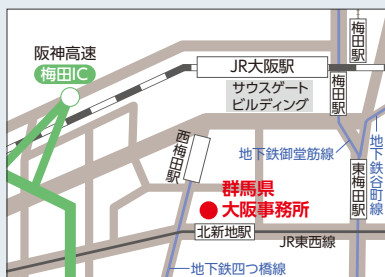 梅田駅
阪神高速
梅田IC
JR大阪駅
サウスゲート
ビルディング
梅田駅
西梅田駅
地下鉄御堂筋線
地下鉄谷町線
東梅田駅
群馬県
大阪事務所
北新地駅
JR東西線
地下鉄四つ橋線